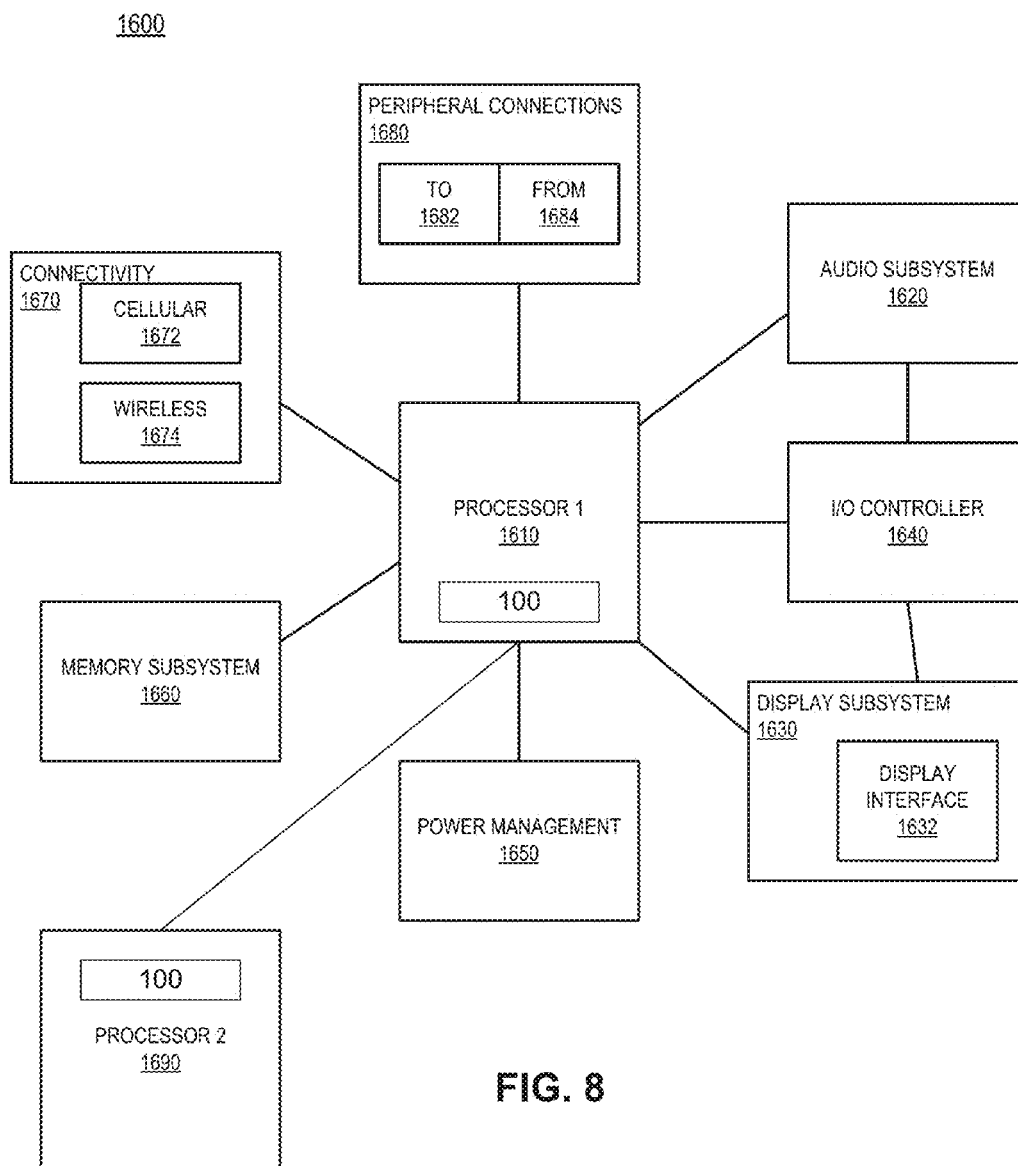 1600
PERIPHERAL CONNECTIONS
1680
TO
1682
FROM
1684
CONNECTIVITY
1670
CELLULAR
1672
WIRELESS
1674
AUDIO SUBSYSTEM
1620
PROCESSOR 1
1610
100
I/O CONTROLLER
1640
MEMORY SUBSYSTEM
1660
DISPLAY SUBSYSTEM
1630
DISPLAY
INTERFACE
1632
POWER MANAGEMENT
1650
100
PROCESSOR 2
1690
FIG. 8